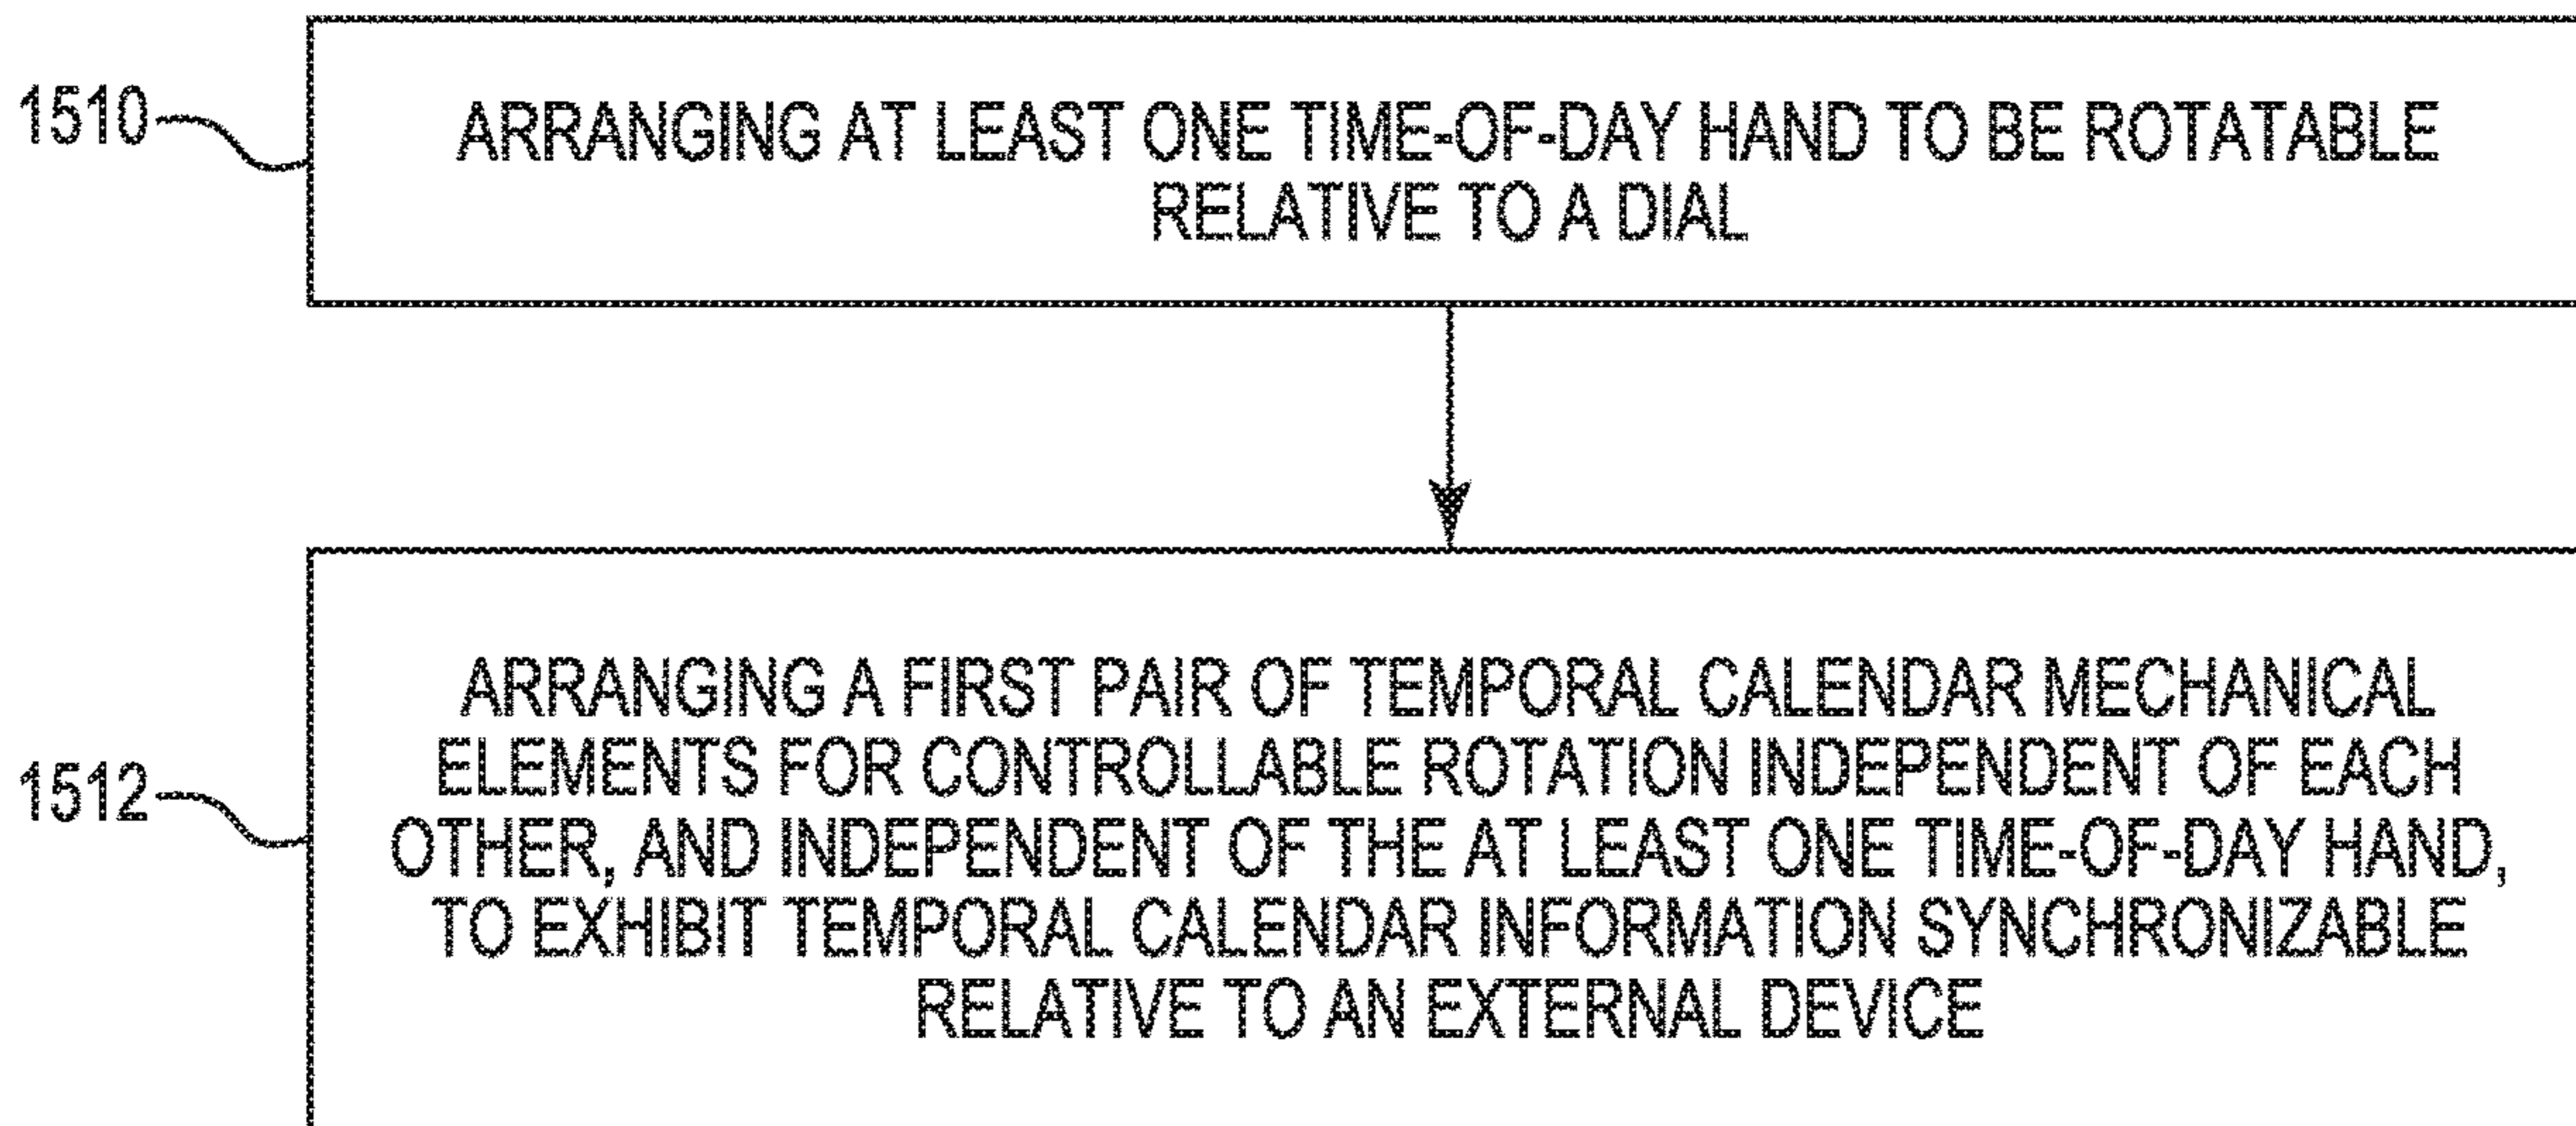 1510
ARRANGING AT LEAST ONE TIME-OF-DAY HAND TO BE ROTATABLE
RELATIVE TO A DIAL
1512
ARRANGING A FIRST PAIR OF TEMPORAL CALENDAR MECHANICAL
ELEMENTS FOR CONTROLLABLE ROTATION INDEPENDENT OF EACH
OTHER, AND INDEPENDENT OF THE AT LEAST ONE TIME-OF-DAY HAND,
TO EXHIBIT TEMPORAL CALENDAR INFORMATION SYNCHRONIZABLE
RELATIVE TO AN EXTERNAL DEVICE